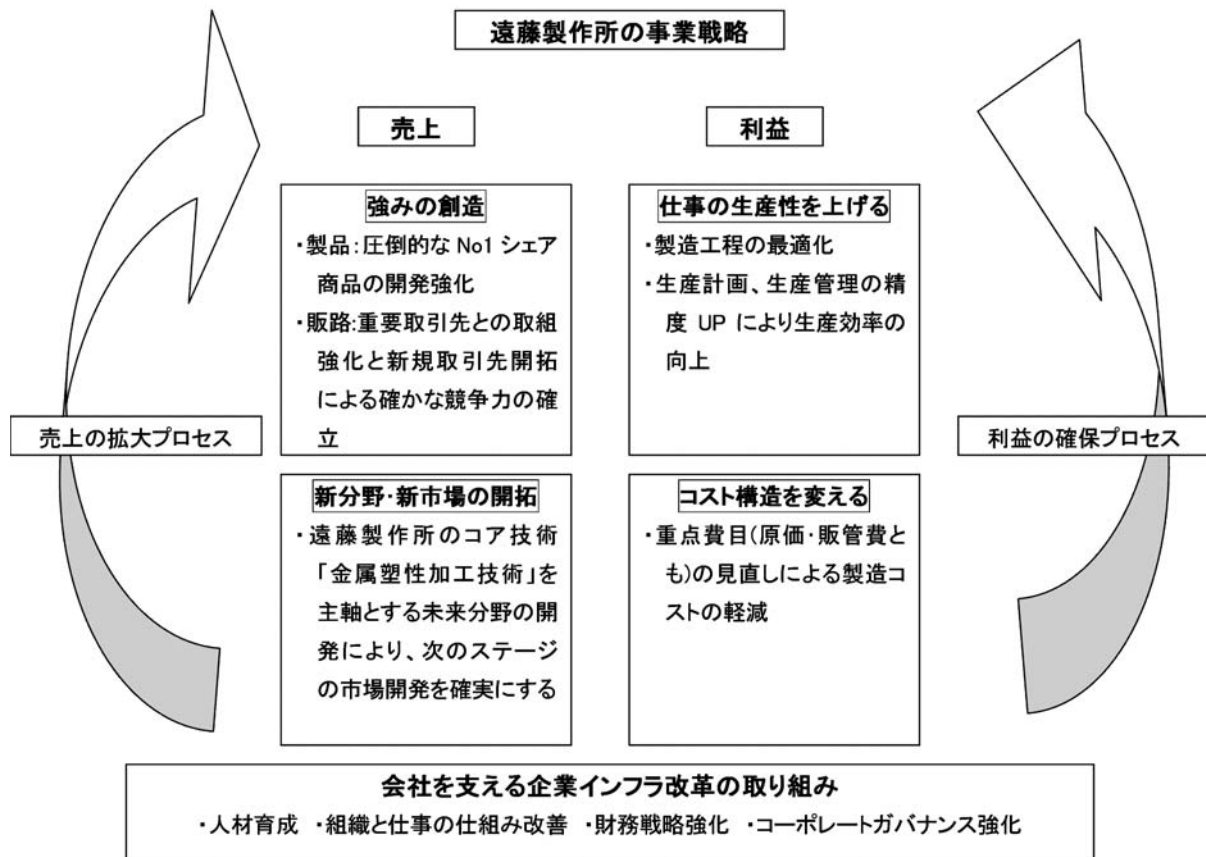 遠藤製作所の事業戦略
売上
利益
強みの創造
・製品：圧倒的な No1 シェア
商品の開発強化
・販路：重要取引先との取組
強化と新規取引先開拓
による確かな競争力の確
立
仕事の生産性を上げる
・製造工程の最適化
・生産計画、生産管理の精
度 UP により生産効率の
向上
売上の拡大プロセス
利益の確保プロセス
新分野・新市場の開拓
・遠藤製作所のコア技術
「金属塑性加工技術」を
主軸とする未来分野の開
発により、次のステージ
の市場開発を確実にする
コスト構造を変える
・重点費目(原価・販管費と
も)の見直しによる製造コ
ストの軽減
会社を支える企業インフラ改革の取り組み
・人材育成 ・組織と仕事の仕組み改善 ・財務戦略強化 ・コーポレートガバナンス強化